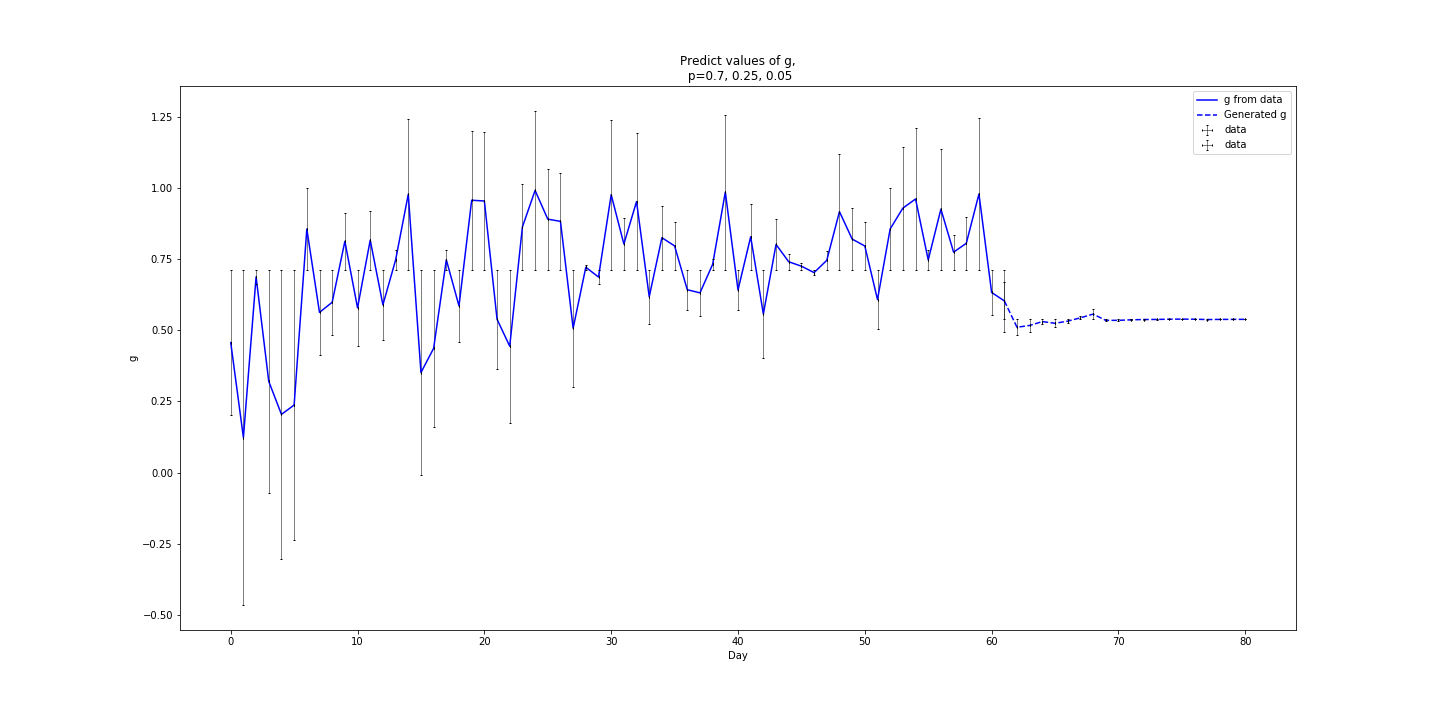 Predict values of g,
p=0.7, 0.25, 0.05
g from data
Generated g
data
data
1.25
1.00
0.75
0.50
0.25
0.00
−0.25
−0.50
g
0 10 20 30 40 50 60 70 80
Day